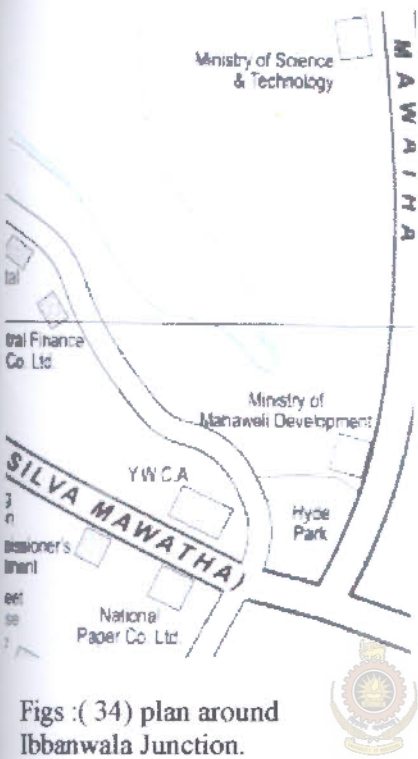 Ministry of Science
& Technology
MAWATHA
tal
tral Finance
Co. Ltd.
Ministry of
Mahaweli Development
Y.W.C.A
SILVA MAWATHA)
Hyde
Park
National
Paper Co. Ltd.
Figs :( 34) plan around
Ibbanwala Junction.